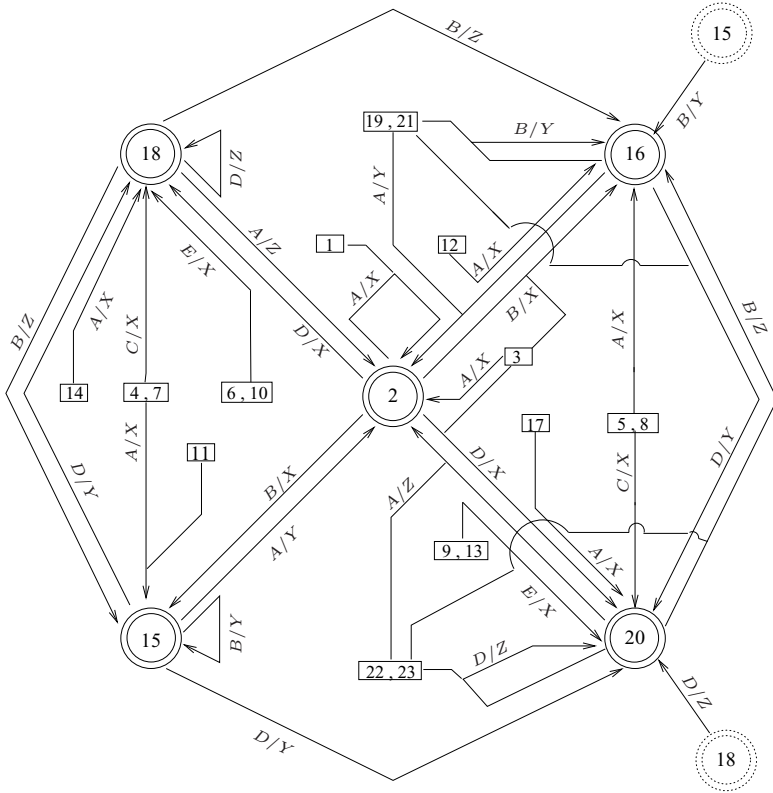 B/Z
15
19 , 21
B/Y
B/Y
18
16
D/Z
A/Y
A/Z
1
12
A/X
E/X
A/X
B/X
B/Z
A/X
C/X
D/X
A/X
B/Z
3
A/X
14
4 , 7
6 , 10
2
17
5 , 8
A/X
11
D/X
D/Y
D/Y
B/X
A/Z
C/X
A/Y
9 , 13
A/X
E/X
15
B/Y
20
22 , 23
D/Z
D/Z
D/Y
18